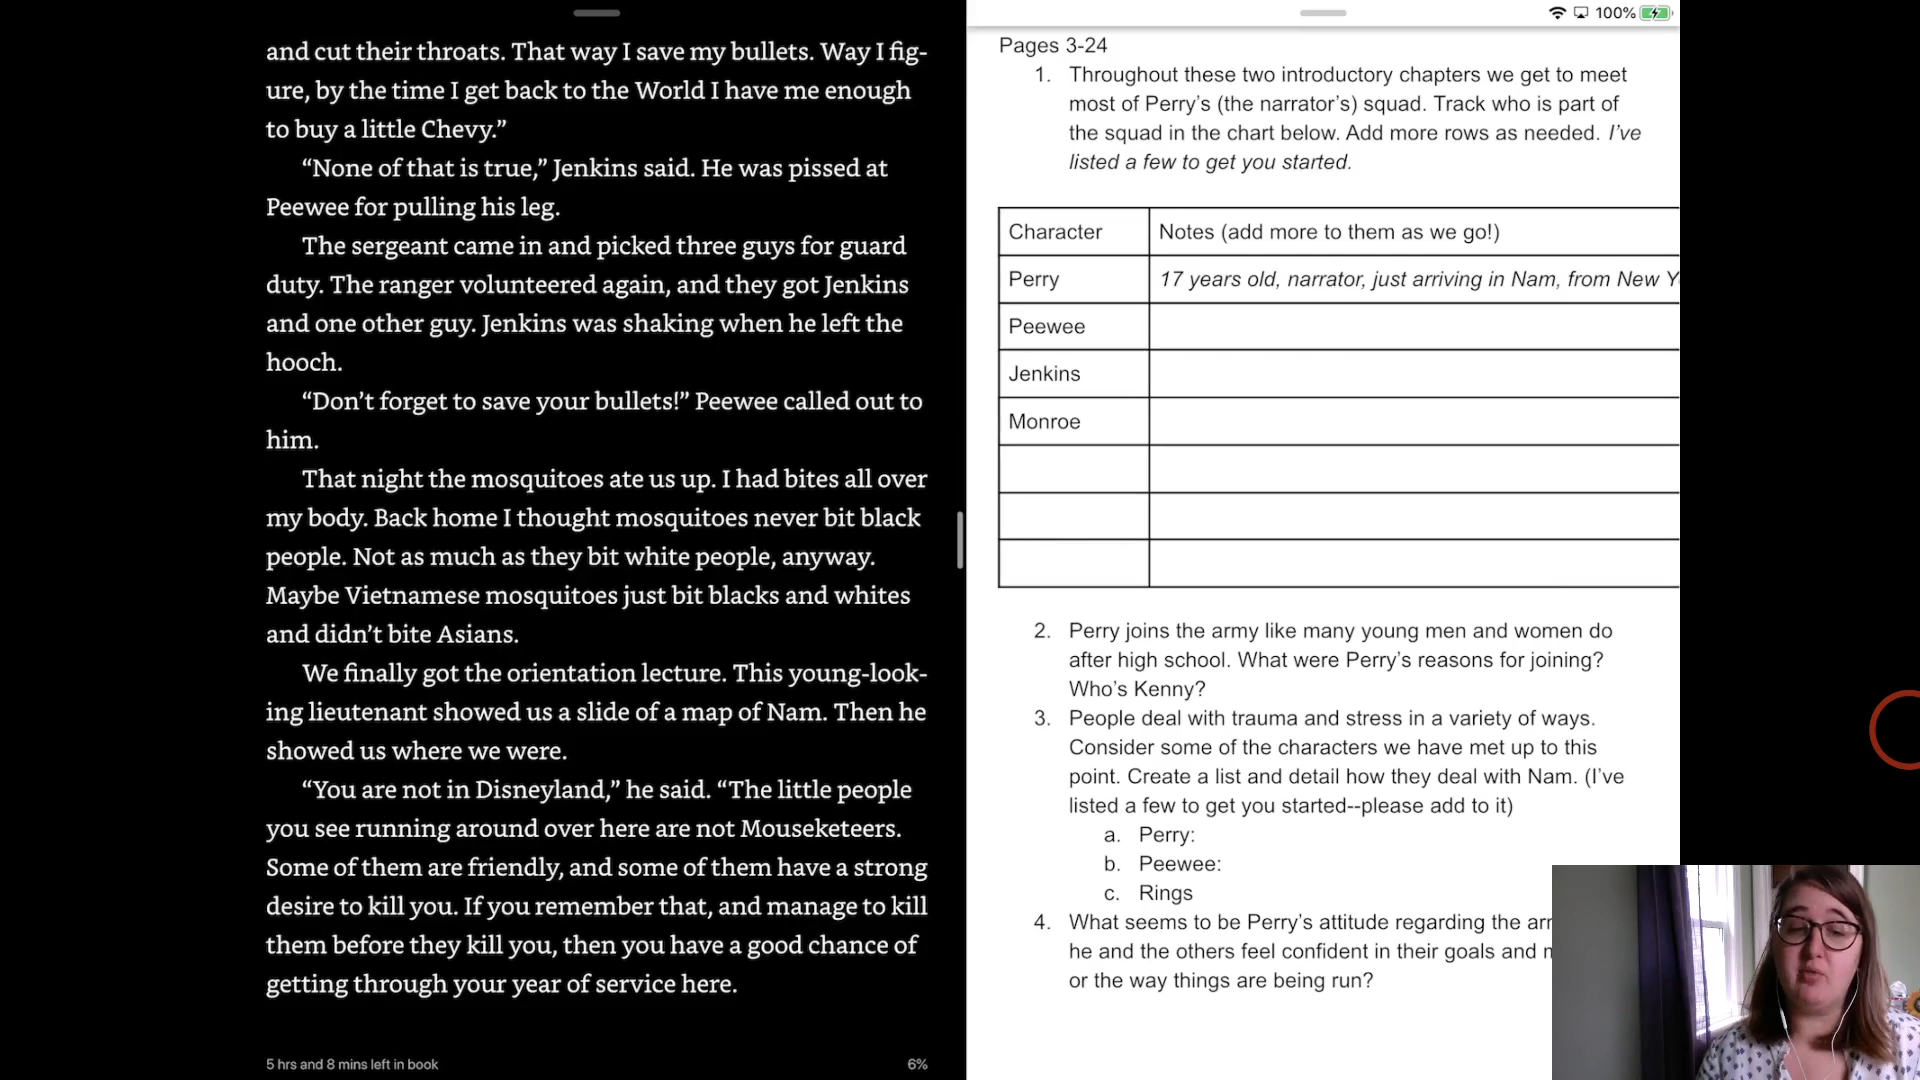 and cut their throats. That way I save my bullets. Way I fig-
ure, by the time I get back to the World I have me enough
to buy a little Chevy.”
“None of that is true,” Jenkins said. He was pissed at
Peewee for pulling his leg.
The sergeant came in and picked three guys for guard
duty. The ranger volunteered again, and they got Jenkins
and one other guy. Jenkins was shaking when he left the
hooch.
“Don’t forget to save your bullets!” Peewee called out to
him.
That night the mosquitoes ate us up. I had bites all over
my body. Back home I thought mosquitoes never bit black
people. Not as much as they bit white people, anyway.
Maybe Vietnamese mosquitoes just bit blacks and whites
and didn’t bite Asians.
We finally got the orientation lecture. This young-look-
ing lieutenant showed us a slide of a map of Nam. Then he
showed us where we were.
“You are not in Disneyland,” he said. “The little people
you see running around over here are not Mouseketeers.
Some of them are friendly, and some of them have a strong
desire to kill you. If you remember that, and manage to kill
them before they kill you, then you have a good chance of
getting through your year of service here.
5 hrs and 8 mins left in book
6%
100%
Pages 3-24
1. Throughout these two introductory chapters we get to meet
most of Perry’s (the narrator’s) squad. Track who is part of
the squad in the chart below. Add more rows as needed. I’ve
listed a few to get you started.
Character Notes (add more to them as we go!)
Perry 17 years old, narrator, just arriving in Nam, from New Y
Peewee
Jenkins
Monroe
2. Perry joins the army like many young men and women do
after high school. What were Perry’s reasons for joining?
Who’s Kenny?
3. People deal with trauma and stress in a variety of ways.
Consider some of the characters we have met up to this
point. Create a list and detail how they deal with Nam. (I’ve
listed a few to get you started--please add to it)
a. Perry:
b. Peewee:
c. Rings
4. What seems to be Perry’s attitude regarding the
he and the others feel confident in their goals and
or the way things are being run?